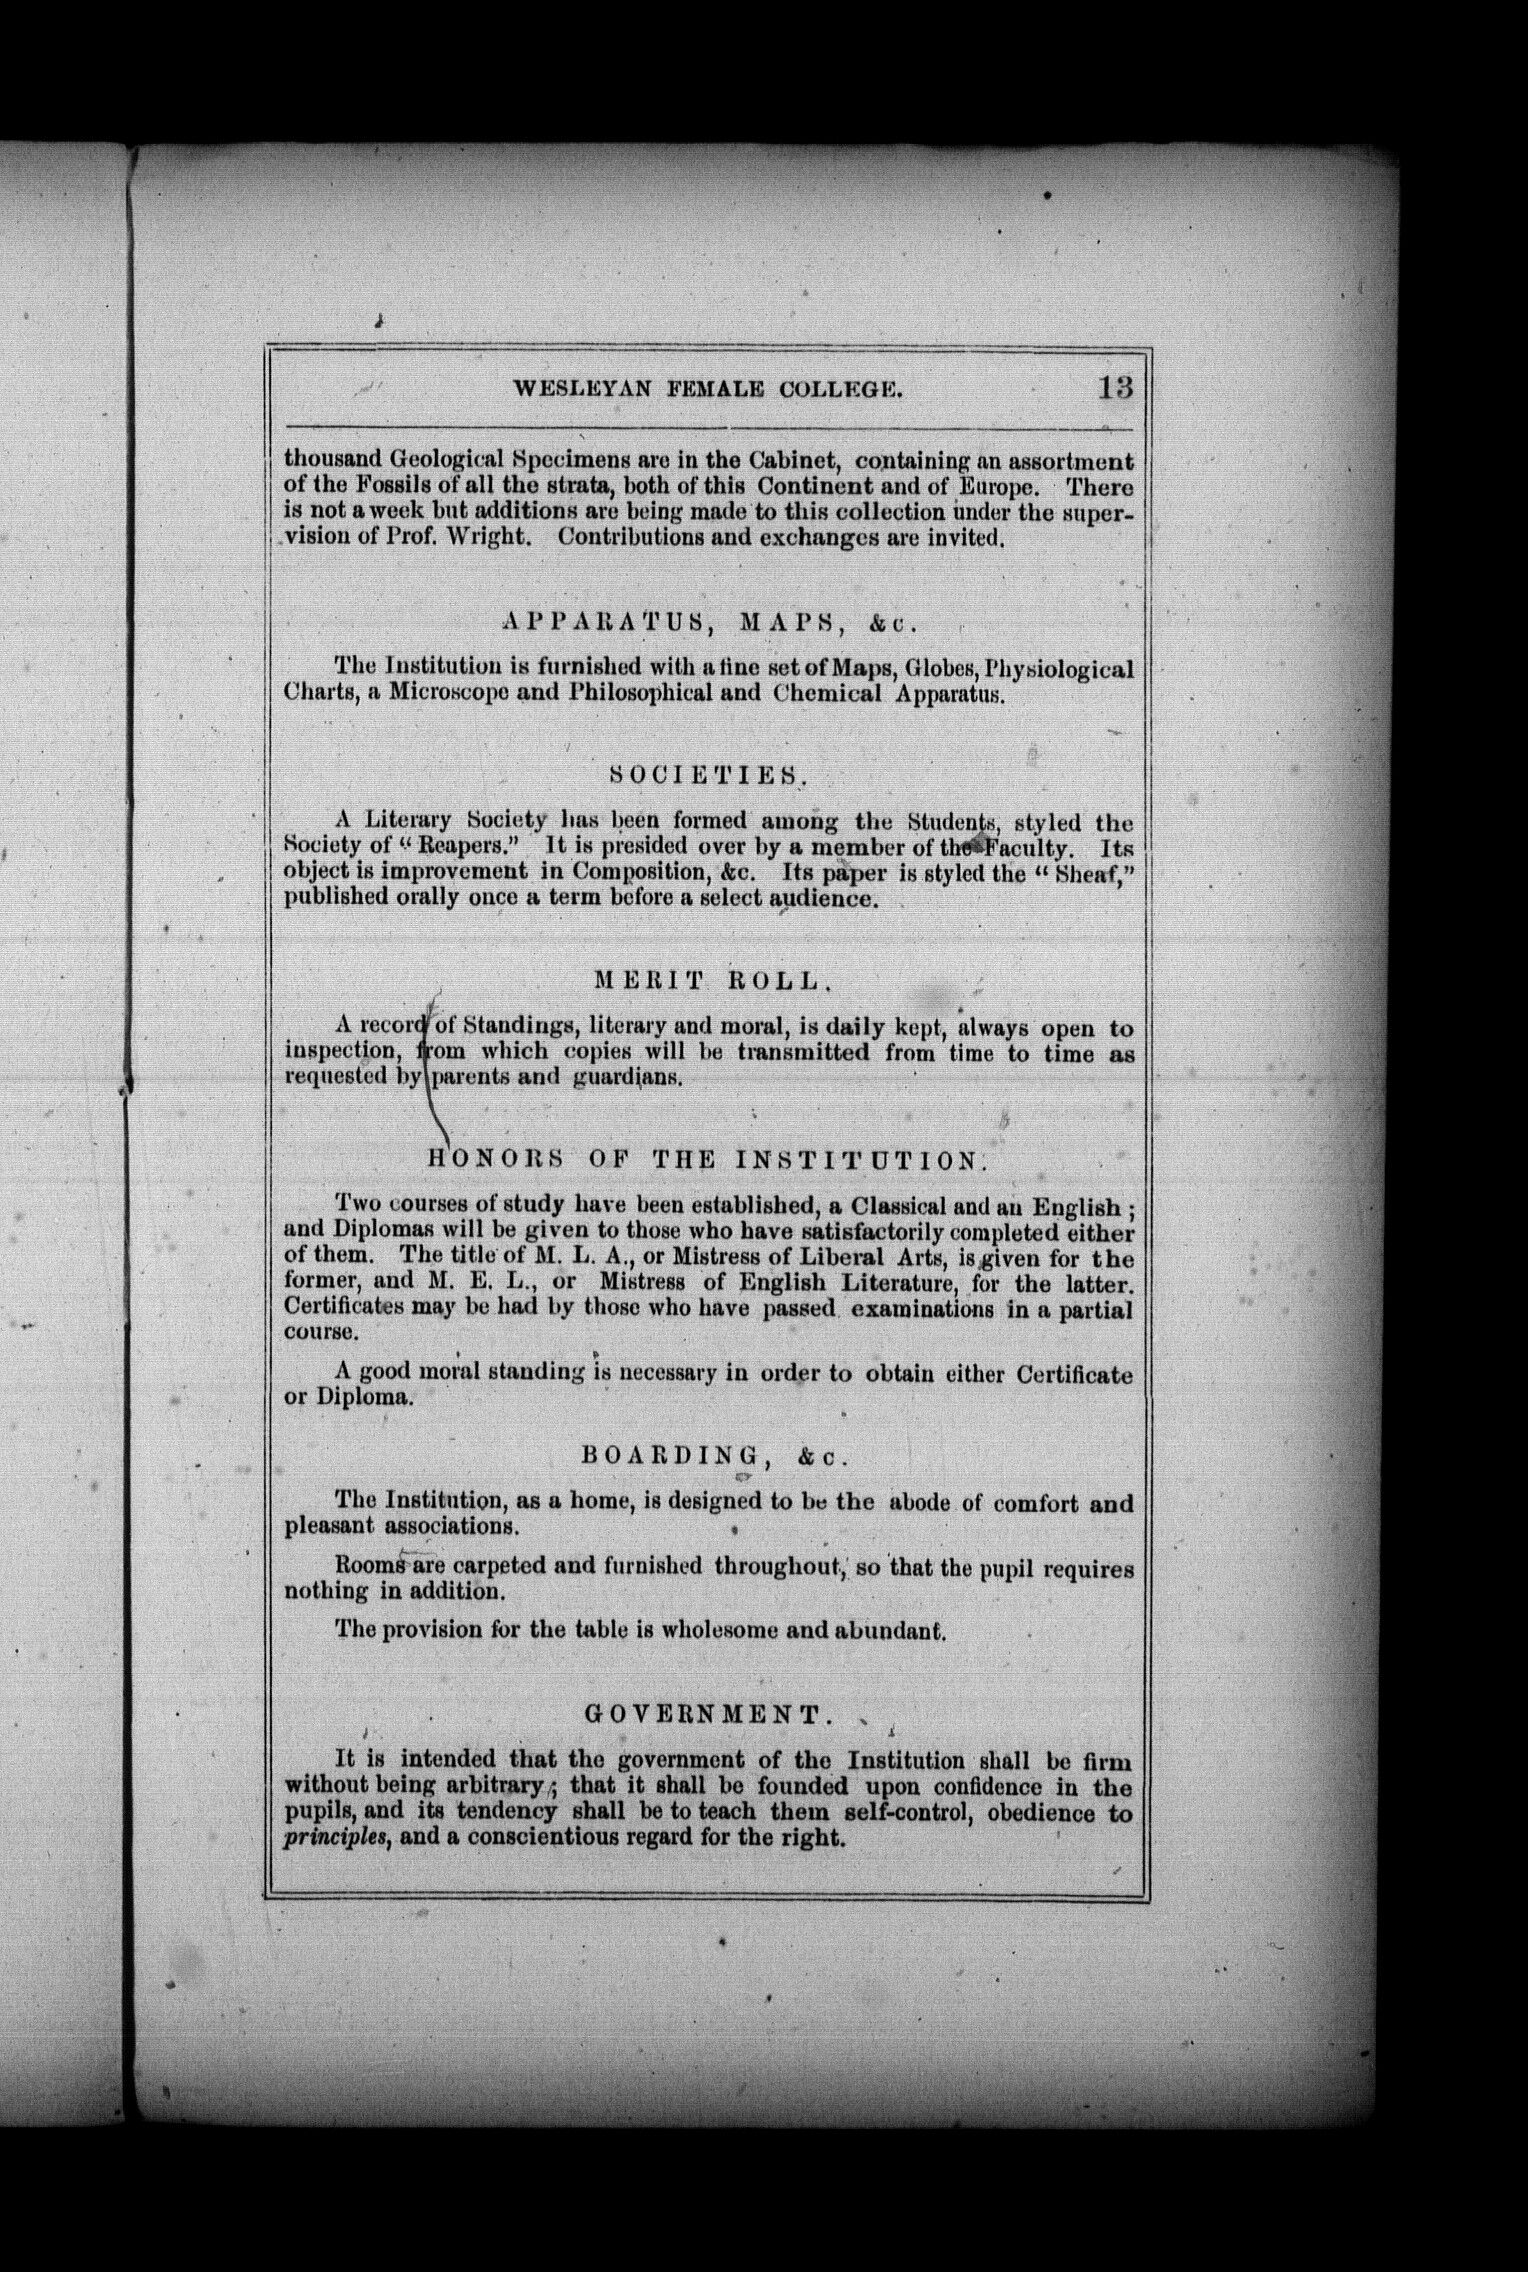 WESLEYAN FEMALE COLLEGE. 13
thousand Geological Specimens are in the Cabinet, containing an assortment
of the Fossils of all the strata, both of this Continent and of Europe. There
is not a week but additions are being made to this collection under the super-
vision of Prof. Wright. Contributions and exchanges are invited.
APPARATUS, MAPS, &c.
The Institution is furnished with a fine set of Maps, Globes, Physiological
Charts, a Microscope and Philosophical and Chemical Apparatus.
SOCIETIES.
A Literary Society has been formed among the Students, styled the
Society of “Reapers.” It is presided over by a member of the Faculty. Its
object is improvement in Composition, &c. Its paper is styled the “Sheaf,”
published orally once a term before a select audience.
MERIT ROLL.
A record of Standings, literary and moral, is daily kept, always open to
inspection, from which copies will be transmitted from time to time as
requested by parents and guardians.
HONORS OF THE INSTITUTION.
Two courses of study have been established, a Classical and an English;
and Diplomas will be given to those who have satisfactorily completed either
of them. The title of M. L. A., or Mistress of Liberal Arts, is given for the
former, and M. E. L., or Mistress of English Literature, for the latter.
Certificates may be had by those who have passed examinations in a partial
course.
A good moral standing is necessary in order to obtain either Certificate
or Diploma.
BOARDING, &c.
The Institution, as a home, is designed to be the abode of comfort and
pleasant associations.
Rooms are carpeted and furnished throughout, so that the pupil requires
nothing in addition.
The provision for the table is wholesome and abundant.
GOVERNMENT.
It is intended that the government of the Institution shall be firm
without being arbitrary; that it shall be founded upon confidence in the
pupils, and its tendency shall be to teach them self-control, obedience to
principles, and a conscientious regard for the right.